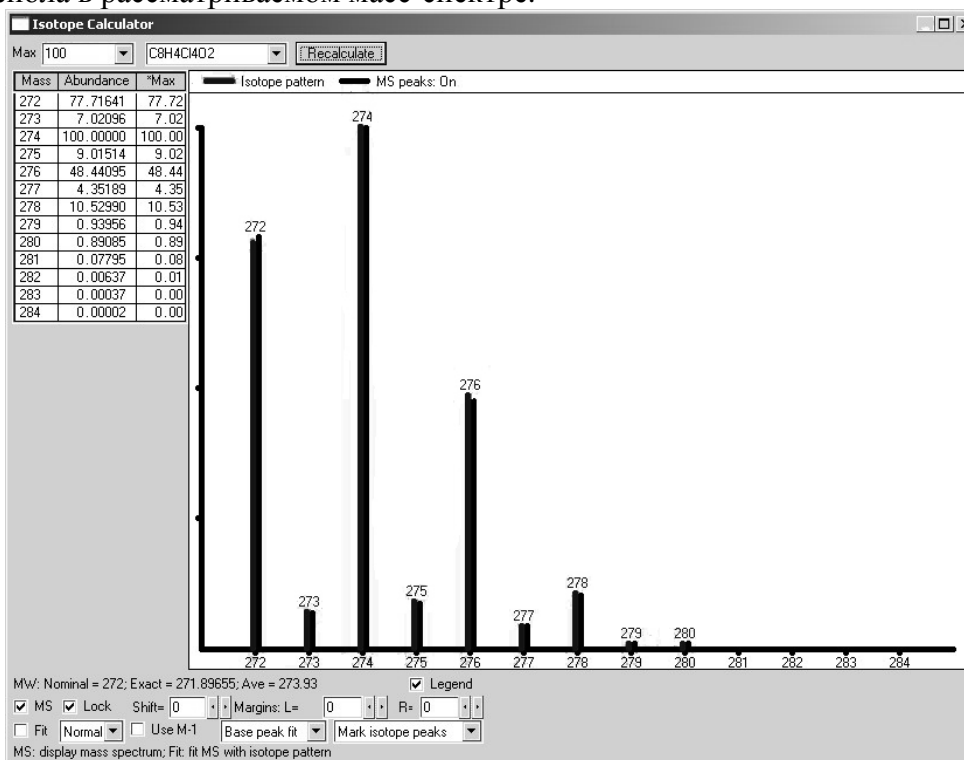 в рассматриваемом масс-спектре.
Isotope Calculator
Max 100 C8H4Cl4O2 Recalculate
Mass Abundance *Max
272 77.71641 77.72
273 7.02096 7.02
274 100.00000 100.00
275 9.01514 9.02
276 48.44095 48.44
277 4.35189 4.35
278 10.52990 10.53
279 0.93956 0.94
280 0.89085 0.89
281 0.07795 0.08
282 0.00637 0.01
283 0.00037 0.00
284 0.00002 0.00
Isotope pattern MS peaks: On
274
272
276
273
275
277
278
279
280
272 273 274 275 276 277 278 279 280 281 282 283 284
MW: Nominal = 272; Exact = 271.89655; Ave = 273.93 Legend
MS Lock Shift= 0 Margins: L= 0 R= 0
Fit Normal Use M-1 Base peak fit Mark isotope peaks
MS: display mass spectrum; Fit: fit MS with isotope pattern